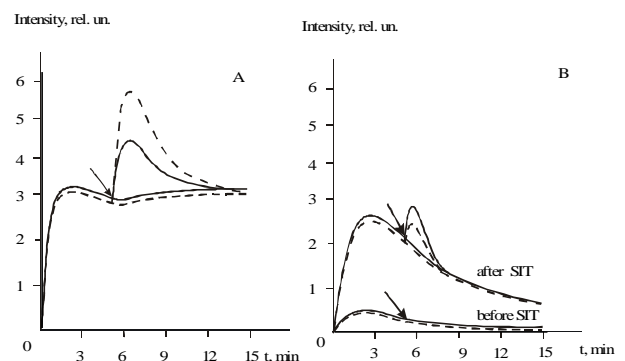 Intensity, rel. un.
A
6
5
4
3
2
1
0
3
6
9
12
15 t, min
Intensity, rel. un.
B
6
5
4
3
2
1
0
after SIT
before SIT
3
6
9
12
15 t, min